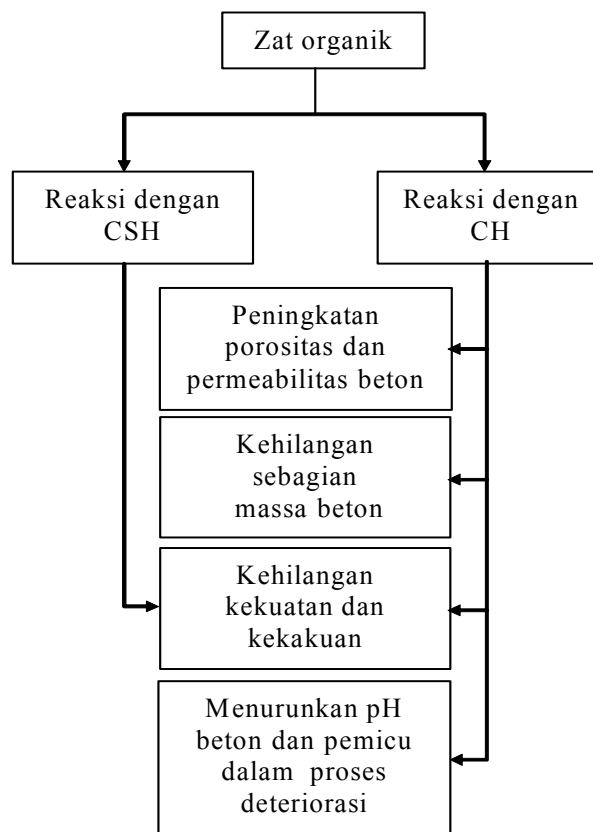 Zat organik
Reaksi dengan
CSH
Reaksi dengan
CH
Peningkatan
porositas dan
permeabilitas beton
Kehilangan
sebagian
massa beton
Kehilangan
kekuatan dan
kekakuan
Menurunkan pH
beton dan pemicu
dalam proses
deteriorasi